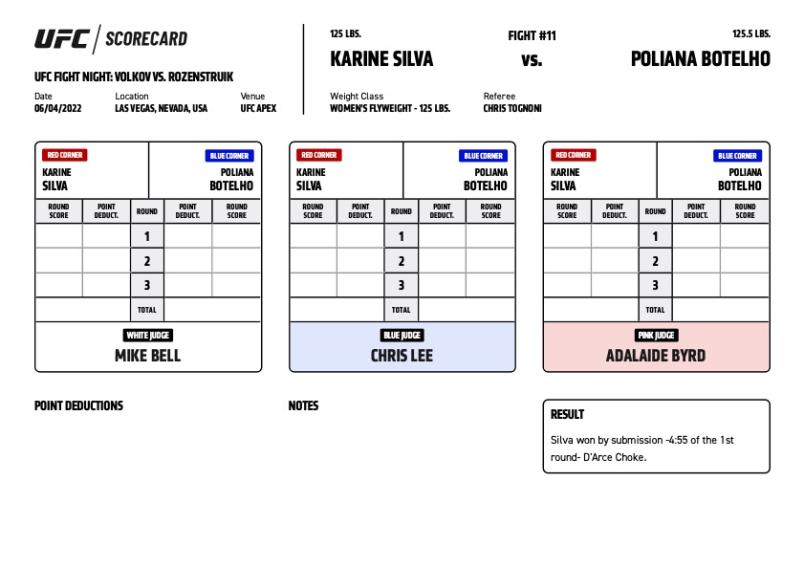 UFC / SCORECARD
UFC FIGHT NIGHT: VOLKOV VS. ROZENSTRUIK
Date
06/04/2022
Location
LAS VEGAS, NEVADA, USA
Venue
UFC APEX
125 LBS.
KARINE SILVA
FIGHT #11
VS.
125.5 LBS.
POLIANA BOTELHO
Weight Class
WOMEN'S FLYWEIGHT - 125 LBS.
Referee
CHRIS TOGNONI
RED CORNER
KARINE
SILVA
BLUE CORNER
POLIANA
BOTELHO
ROUND SCORE POINT DEDUCT. ROUND POINT DEDUCT. ROUND SCORE
1
2
3
TOTAL
WHITE JUDGE
MIKE BELL
RED CORNER
KARINE
SILVA
BLUE CORNER
POLIANA
BOTELHO
ROUND SCORE POINT DEDUCT. ROUND POINT DEDUCT. ROUND SCORE
1
2
3
TOTAL
BLUE JUDGE
CHRIS LEE
RED CORNER
KARINE
SILVA
BLUE CORNER
POLIANA
BOTELHO
ROUND SCORE POINT DEDUCT. ROUND POINT DEDUCT. ROUND SCORE
1
2
3
TOTAL
PINK JUDGE
ADALAIDE BYRD
POINT DEDUCTIONS
NOTES
RESULT
Silva won by submission -4:55 of the 1st
round- D'Arce Choke.